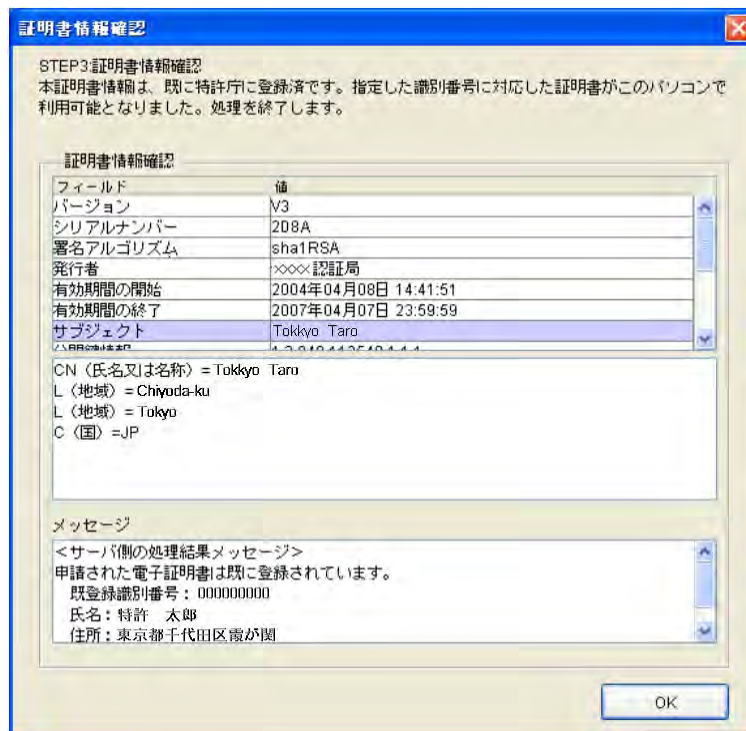 証明書情報確認
STEP3:証明書情報確認
本証明書情報は、既に特許庁に登録済です。指定した識別番号に対応した証明書がこのパソコンで
利用可能となりました。処理を終了します。
証明書情報確認
フィールド 値
バージョン V3
シリアルナンバー 2D8A
署名アルゴリズム sha1RSA
発行者 ××××認証局
有効期間の開始 2004年04月08日 14:41:51
有効期間の終了 2007年04月07日 23:59:59
サブジェクト Tokkyo Taro
CN（氏名又は名称）= Tokkyo Taro
L（地域）= Chiyoda-ku
L（地域）= Tokyo
C（国）=JP
メッセージ
<サーバ側の処理結果メッセージ>
申請された電子証明書は既に登録されています。
既登録識別番号： 000000000
氏名：特許 太郎
住所：東京都千代田区霞が関
OK